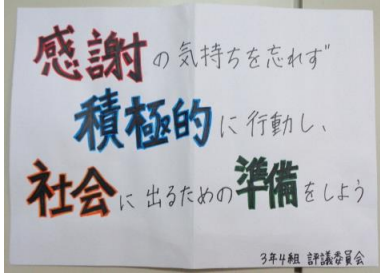 感謝の気持ちを忘れず
積極的に行動し、
社会に出るための準備をしよう
3年4組 評議委員会